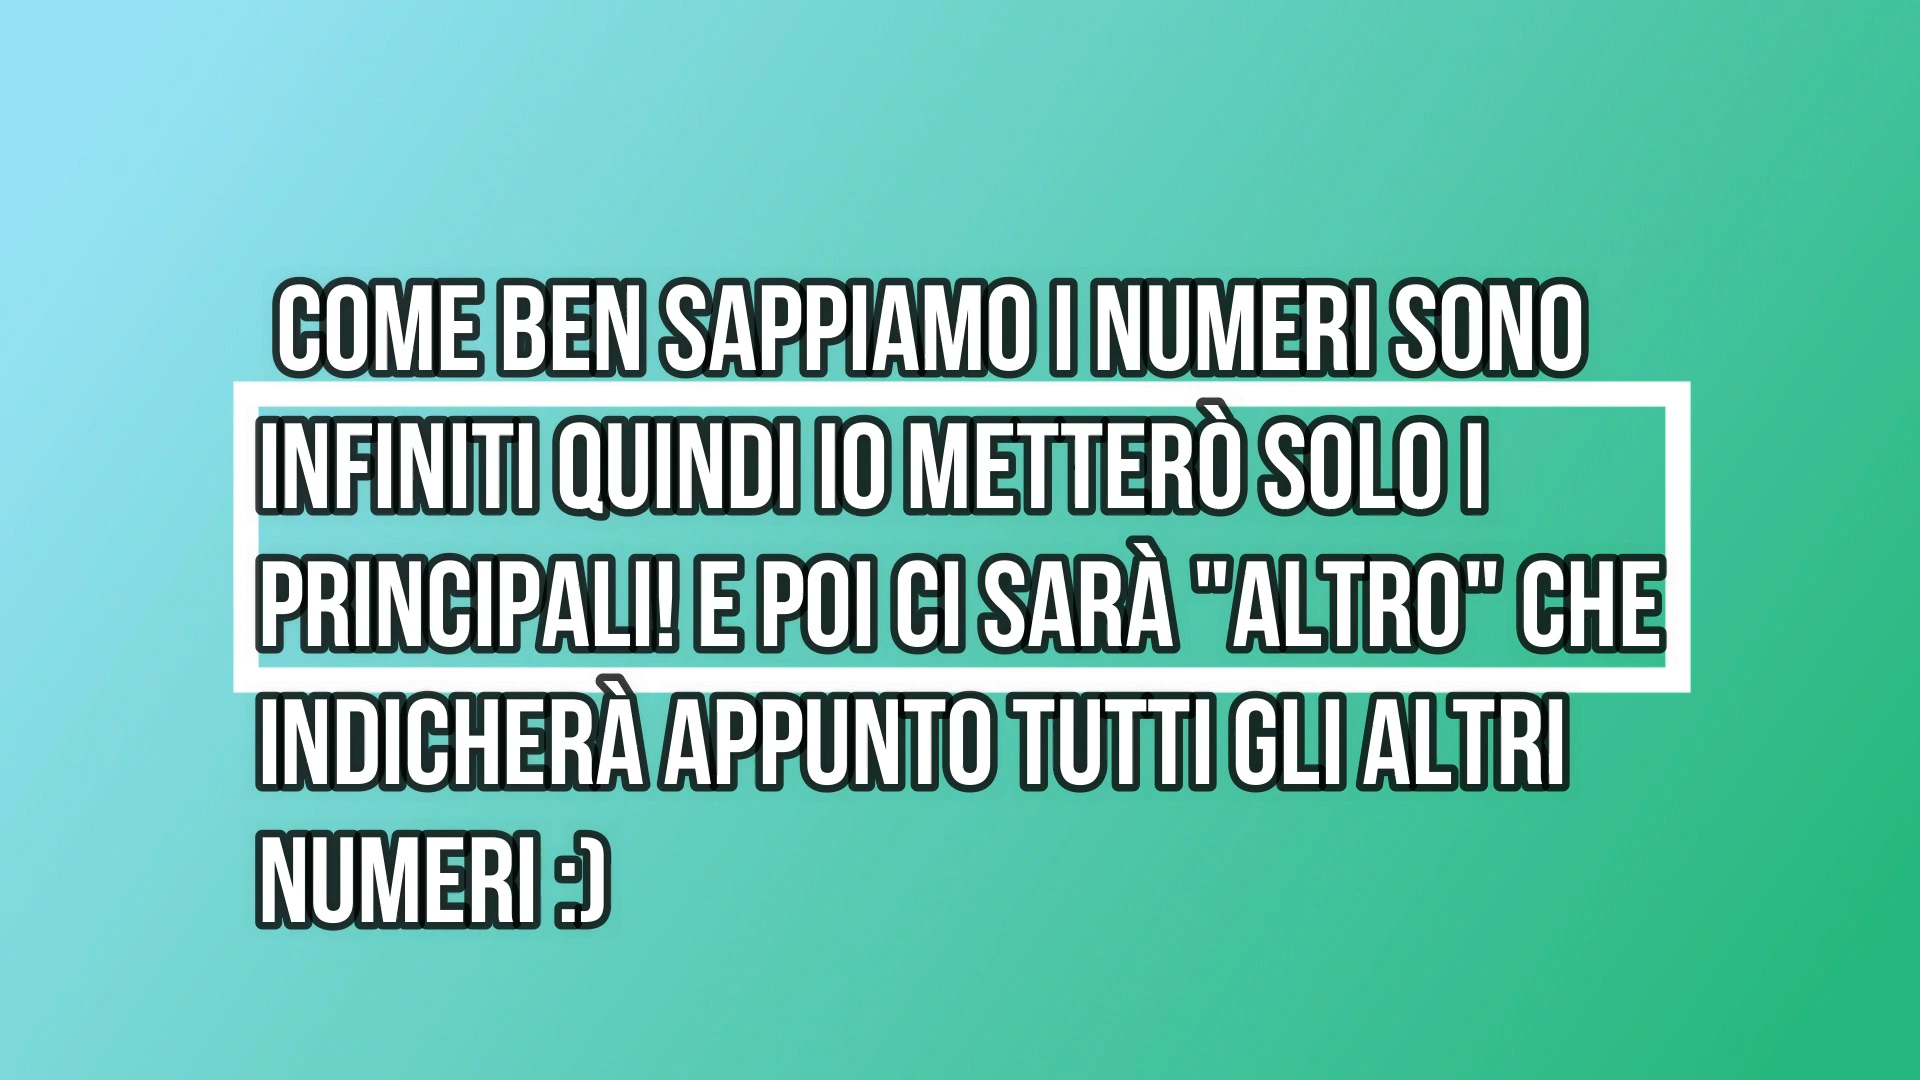 COME BEN SAPPIAMO I NUMERI SONO
INFINITI QUINDI IO METTERÒ SOLO I
PRINCIPALI! E POI CI SARÀ "ALTRO" CHE
INDICHERÀ APPUNTO TUTTI GLI ALTRI
NUMERI :)